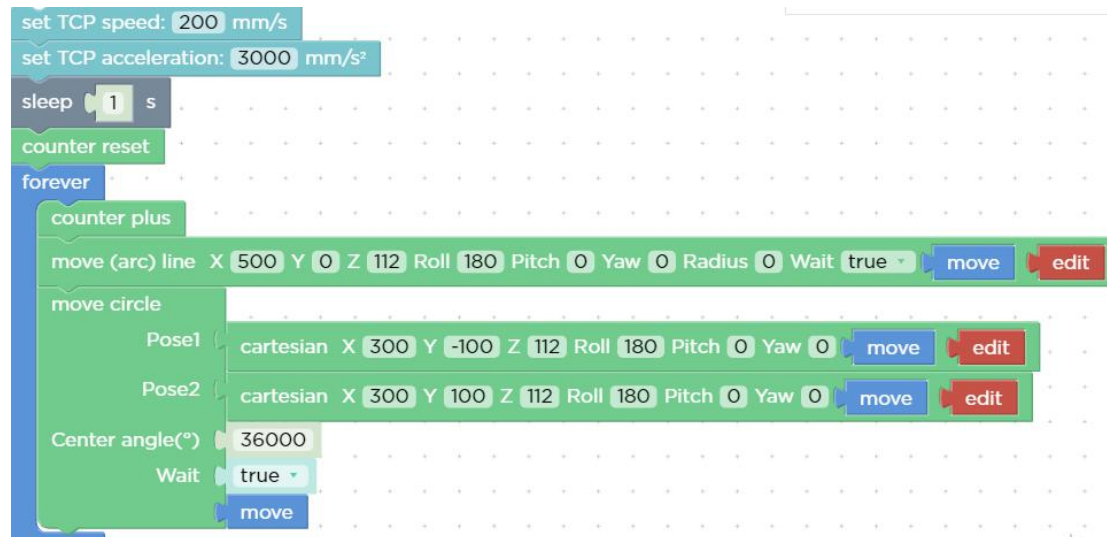 set TCP speed: 200 mm/s
set TCP acceleration: 3000 mm/s²
sleep 1 s
counter reset
forever
counter plus
move (arc) line X 500 Y 0 Z 112 Roll 180 Pitch 0 Yaw 0 Radius 0 Wait true move edit
move circle
Pose1 cartesian X 300 Y -100 Z 112 Roll 180 Pitch 0 Yaw 0 move edit
Pose2 cartesian X 300 Y 100 Z 112 Roll 180 Pitch 0 Yaw 0 move edit
Center angle(°) 36000
Wait true
move